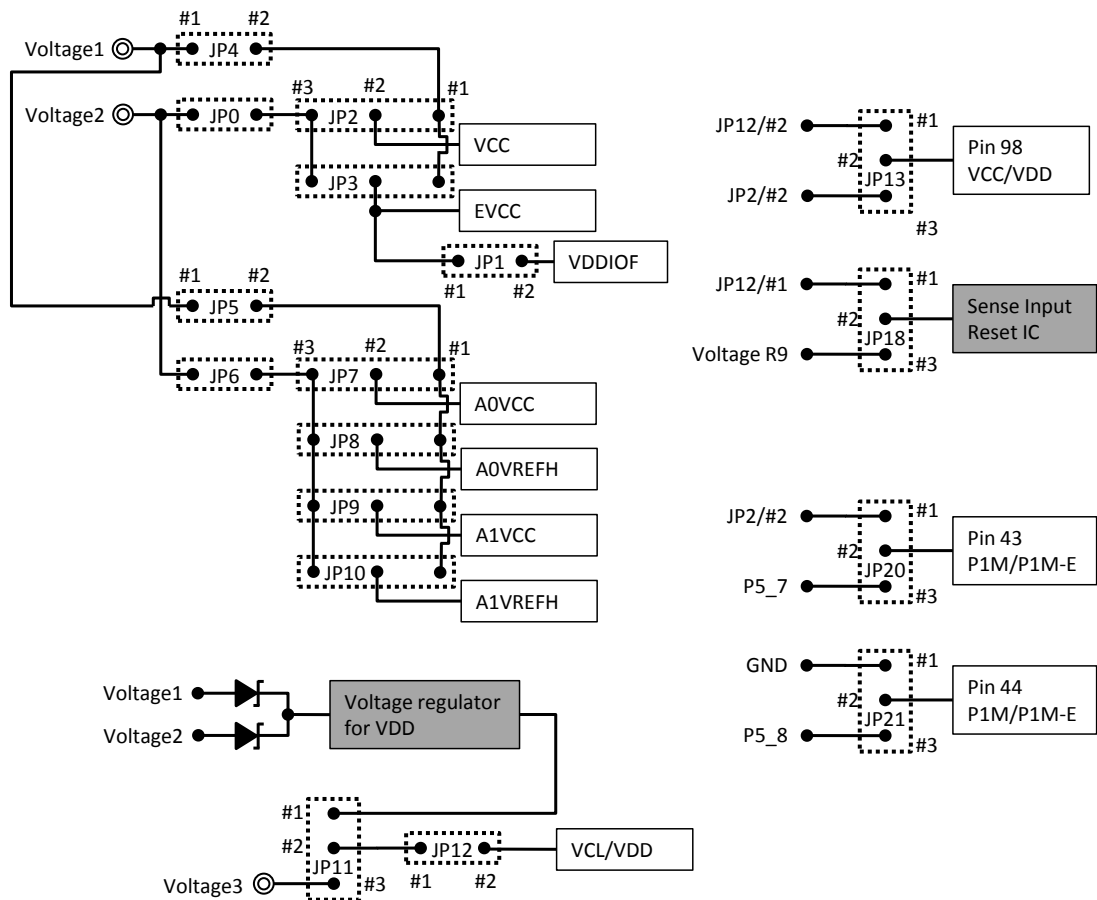 #1 #2
Voltage1 JP4
#3 #2 #1
Voltage2 JP0 JP2
VCC
JP3
EVCC
JP1 VDDIOF
#1 #2
#1 #2
JP5
#3 #2 #1
JP6 JP7
A0VCC
JP8
A0VREFH
JP9
A1VCC
JP10
A1VREFH
Voltage1
Voltage2
Voltage regulator
for VDD
#1
#2
JP11
#3
Voltage3
JP12
#1 #2
VCL/VDD
JP12/#2 #1
#2
JP13
Pin 98
VCC/VDD
JP2/#2
#3
JP12/#1 #1
#2
JP18
Sense Input
Reset IC
Voltage R9
#3
JP2/#2 #1
#2
JP20
Pin 43
P1M/P1M-E
P5_7
#3
GND #1
#2
JP21
Pin 44
P1M/P1M-E
P5_8
#3